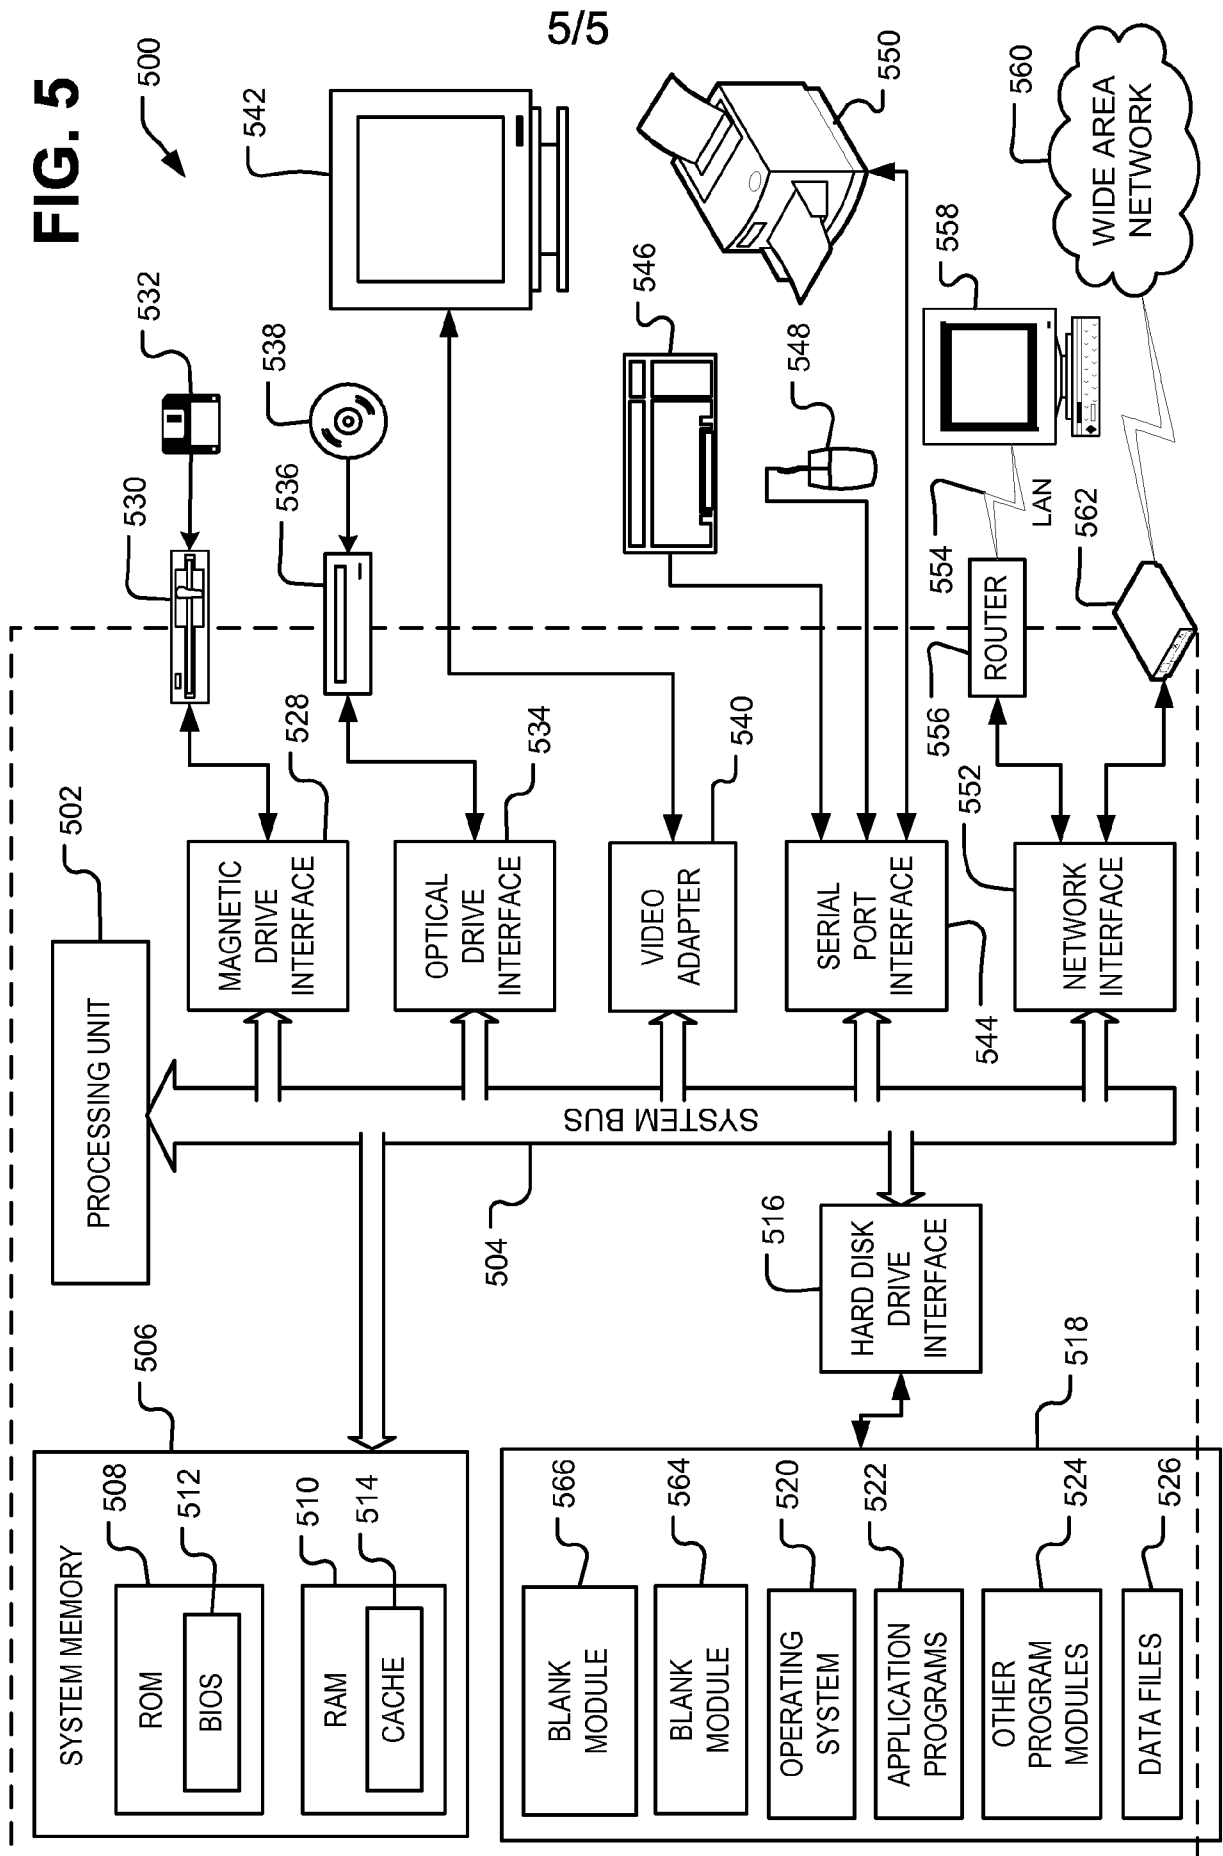 5/5
FIG. 5
500
PROCESSING UNIT
502
SYSTEM MEMORY
506
ROM
508
BIOS
512
RAM
510
CACHE
514
SYSTEM BUS
504
MAGNETIC
DRIVE
INTERFACE
528
530
532
OPTICAL
DRIVE
INTERFACE
534
536
538
VIDEO
ADAPTER
540
542
SERIAL
PORT
INTERFACE
544
546
548
550
NETWORK
INTERFACE
552
ROUTER
556
554
LAN
558
WIDE AREA
NETWORK
560
562
HARD DISK
DRIVE
INTERFACE
516
518
BLANK
MODULE
566
BLANK
MODULE
564
OPERATING
SYSTEM
520
APPLICATION
PROGRAMS
522
OTHER
PROGRAM
MODULES
524
DATA FILES
526